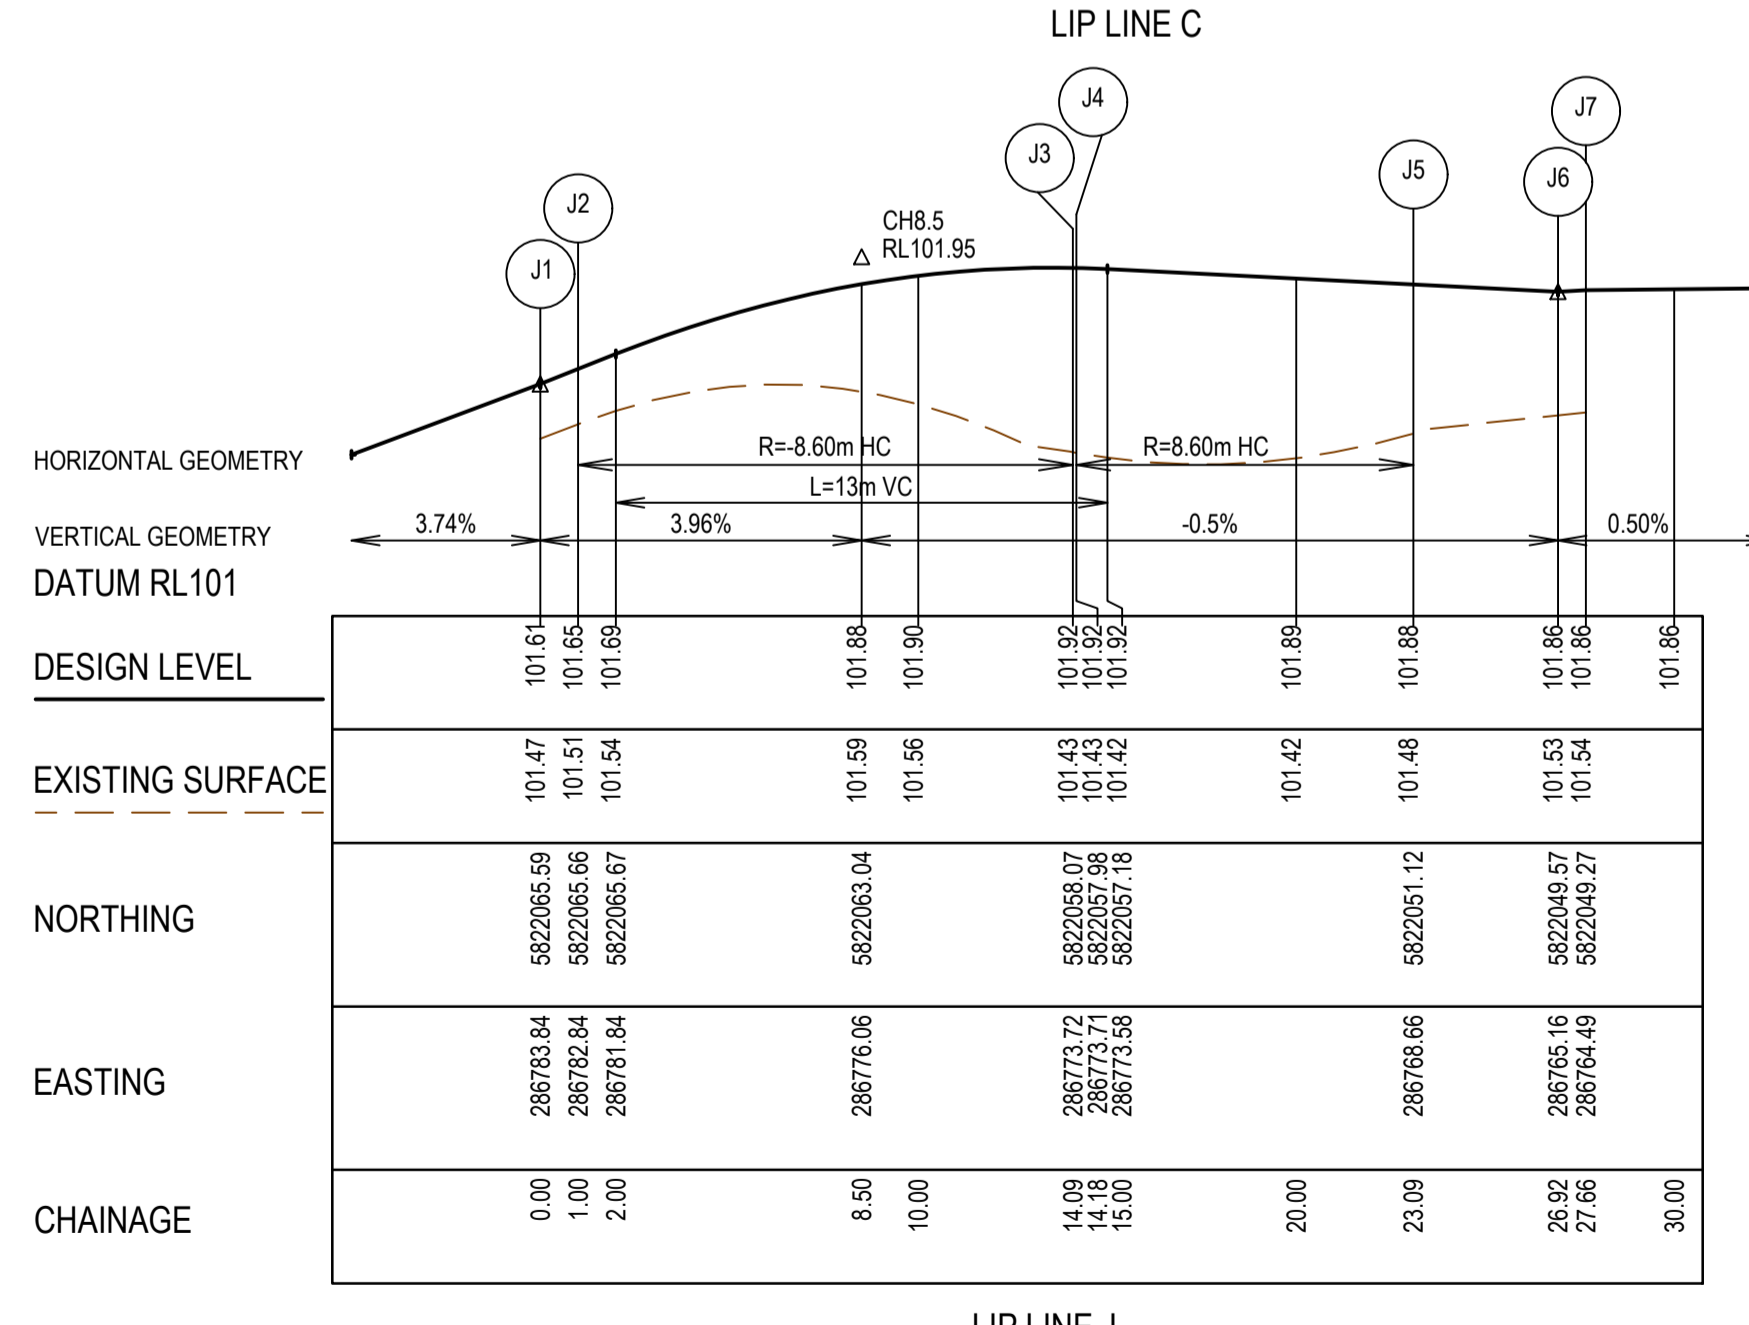 LIP LINE C
J4
J7
J3
J5
J6
J2
CH8.5
RL101.95
J1
HORIZONTAL GEOMETRY
R=-8.60m HC
R=8.60m HC
L=13m VC
VERTICAL GEOMETRY
3.74%
3.96%
-0.5%
0.50%
DATUM RL101
DESIGN LEVEL
101.61
101.65
101.69
101.88
101.90
101.92
101.92
101.92
101.89
101.88
101.86
101.86
101.86
EXISTING SURFACE
101.47
101.51
101.54
101.59
101.56
101.43
101.43
101.42
101.42
101.48
101.53
101.54
NORTHING
5822065.59
5822065.66
5822065.67
5822063.04
5822058.07
5822057.98
5822057.18
5822051.12
5822049.57
5822049.27
EASTING
286783.84
286782.84
286781.84
286776.06
286773.72
286773.71
286773.58
286768.66
286765.16
286764.49
CHAINAGE
0.00
1.00
2.00
8.50
10.00
14.09
14.18
15.00
20.00
23.09
26.92
27.66
30.00
LIP LINE